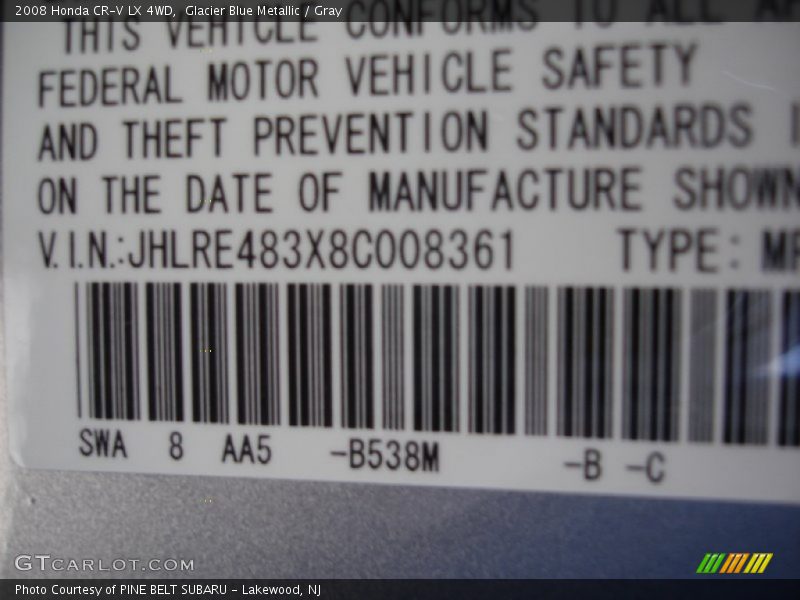 2008 Honda CR-V LX 4WD, Glacier Blue Metallic / Gray
THIS VEHICLE CONFORMS TO ALL
FEDERAL MOTOR VEHICLE SAFETY
AND THEFT PREVENTION STANDARDS
ON THE DATE OF MANUFACTURE SHOWN
V.I.N.:JHLRE483X8C008361 TYPE:
SWA 8 AA5 -B538M -B -C
GTCARLOT.COM
Photo Courtesy of PINE BELT SUBARU - Lakewood, NJ